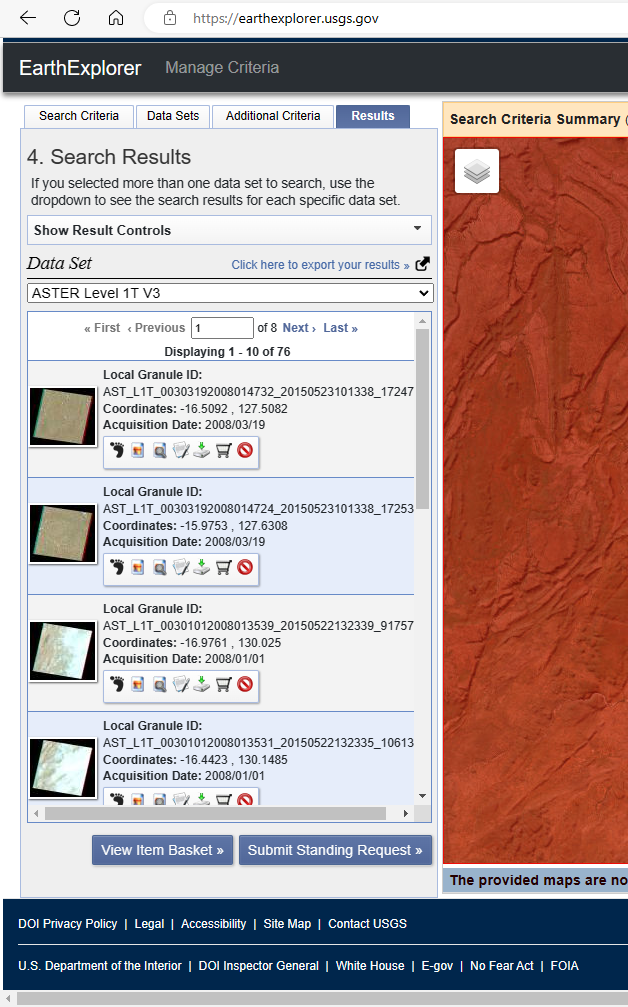 https://earthexplorer.usgs.gov
EarthExplorer Manage Criteria
Search Criteria Data Sets Additional Criteria Results
4. Search Results
If you selected more than one data set to search, use the
dropdown to see the search results for each specific data set.
Show Result Controls
Data Set Click here to export your results »
ASTER Level 1T V3
« First ‹ Previous 1 of 8 Next › Last »
Displaying 1 - 10 of 76
Local Granule ID:
AST_L1T_00303192008014732_20150523101338_17247
Coordinates: -16.5092 , 127.5082
Acquisition Date: 2008/03/19
Local Granule ID:
AST_L1T_00303192008014724_20150523101338_17253
Coordinates: -15.9753 , 127.6308
Acquisition Date: 2008/03/19
Local Granule ID:
AST_L1T_00301012008013539_20150522132339_91757
Coordinates: -16.9761 , 130.025
Acquisition Date: 2008/01/01
Local Granule ID:
AST_L1T_00301012008013531_20150522132335_10613
Coordinates: -16.4423 , 130.1485
Acquisition Date: 2008/01/01
View Item Basket » Submit Standing Request »
Search Criteria Summary (
The provided maps are no
DOI Privacy Policy | Legal | Accessibility | Site Map | Contact USGS
U.S. Department of the Interior | DOI Inspector General | White House | E-gov | No Fear Act | FOIA